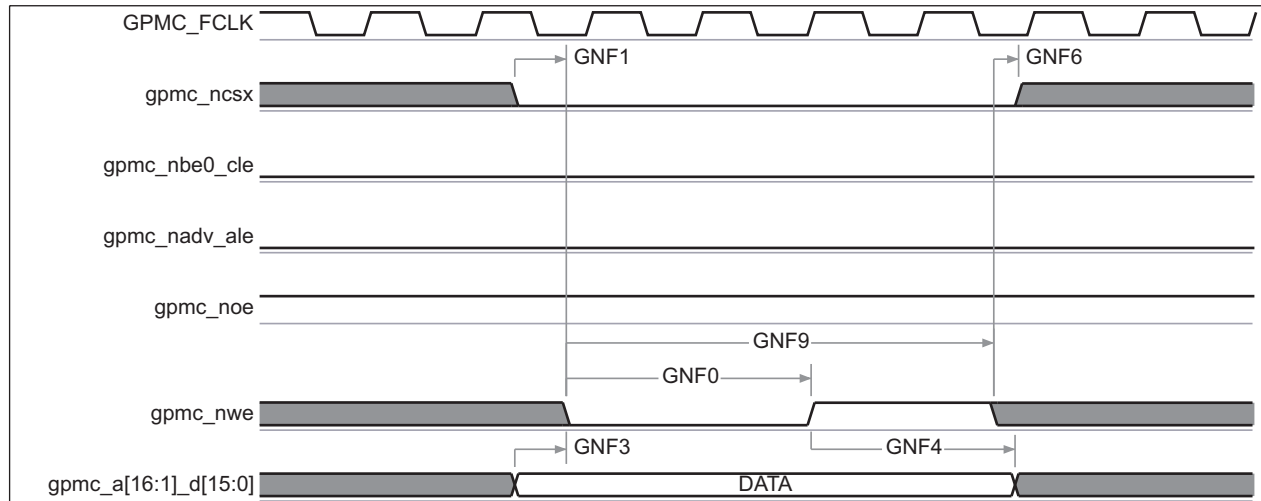 GPMC_FCLK
GNF1
GNF6
gpmc_ncsx
gpmc_nbe0_cle
gpmc_nadv_ale
gpmc_noe
GNF9
GNF0
gpmc_nwe
GNF3
GNF4
gpmc_a[16:1]_d[15:0]
DATA